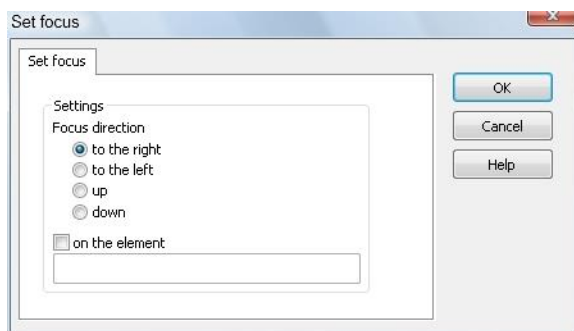 Set focus
Set focus
Settings
Focus direction
to the right
to the left
up
down
on the element
OK
Cancel
Help